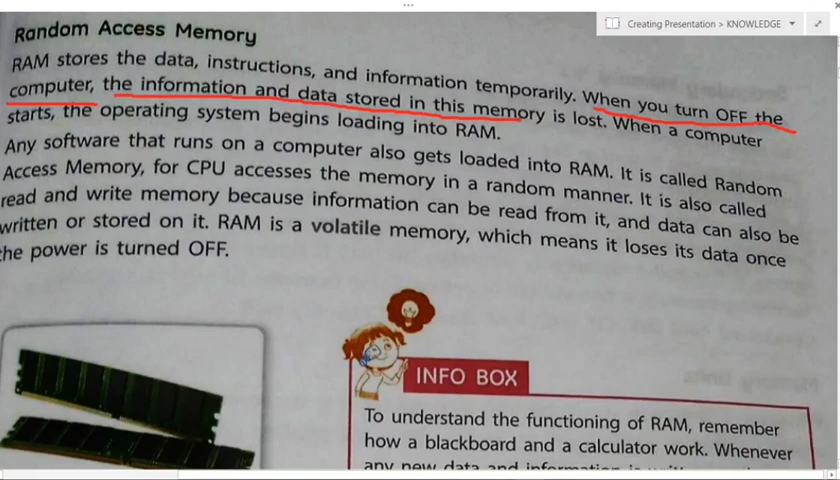 ...
Creating Presentation > KNOWLEDGE
Random Access Memory
RAM stores the data, instructions, and information temporarily. When you turn OFF the
computer, the information and data stored in this memory is lost. When a computer
starts, the operating system begins loading into RAM.
Any software that runs on a computer also gets loaded into RAM. It is called Random
Access Memory, for CPU accesses the memory in a random manner. It is also called
read and write memory because information can be read from it, and data can also be
written or stored on it. RAM is a volatile memory, which means it loses its data once
the power is turned OFF.
INFO BOX
To understand the functioning of RAM, remember
how a blackboard and a calculator work. Whenever
any new data and information is